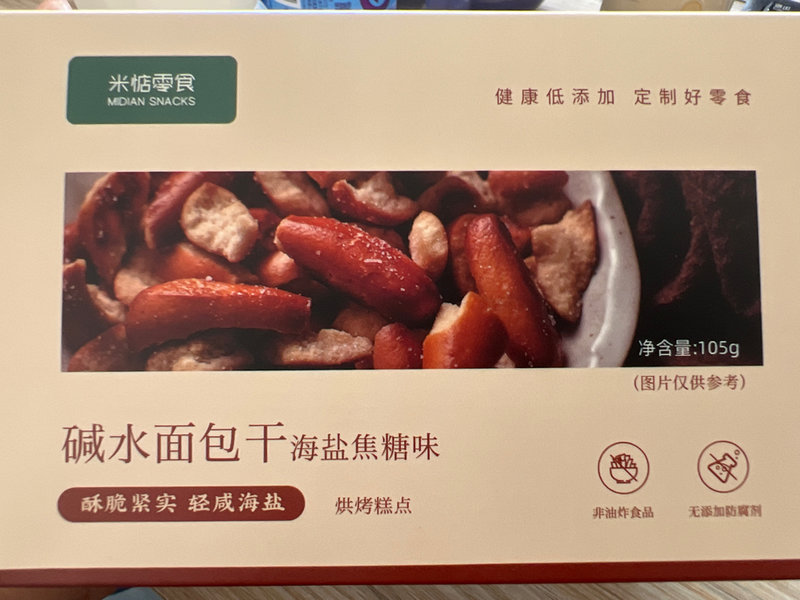 米惦零食
MIDIAN SNACKS
健康低添加 定制好零食
净含量:105g
(图片仅供参考)
碱水面包干海盐焦糖味
酥脆紧实 轻咸海盐
烘烤糕点
非油炸食品
无添加防腐剂